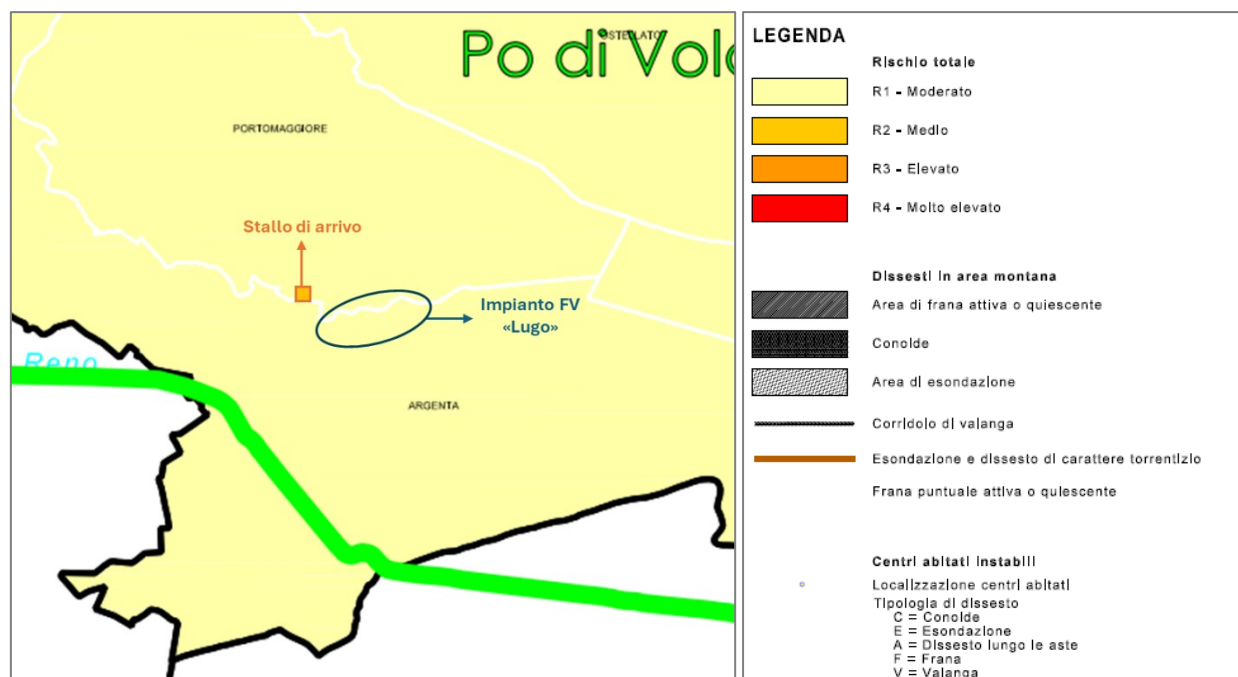 Po di Volo
OSTELLATO
PORTOMAGGIORE
Stallo di arrivo
Impianto FV
«Lugo»
Reno
ARGENTA
LEGENDA
Rischio totale
R1 - Moderato
R2 - Medio
R3 - Elevato
R4 - Molto elevato
Dissesti in area montana
Area di frana attiva o quiescente
Conoide
Area di esondazione
Corridoio di valanga
Esondazione e dissesto di carattere torrentizio
Frana puntuale attiva o quiescente
Centri abitati instabili
Localizzazione centri abitati
Tipologia di dissesto
C = Conoide
E = Esondazione
A = Dissesto lungo le aste
F = Frana
V = Valanga